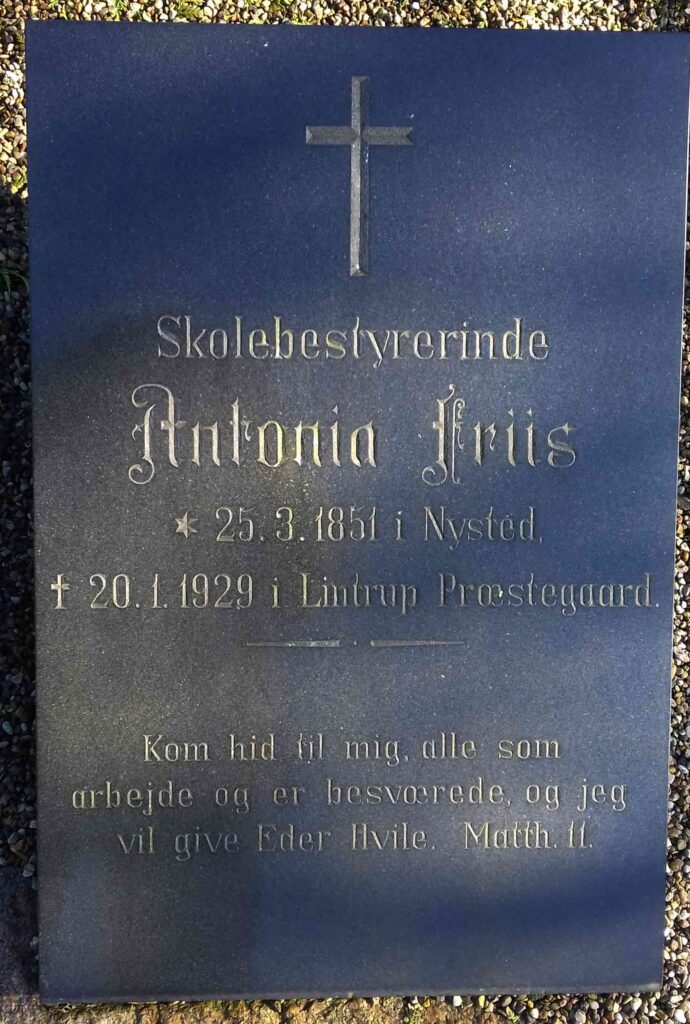 Skolebestyrerinde
Antonia Friis
* 25.3.1851 i Nysted,
† 20.1.1929 i Lintrup Præstegaard.
Kom hid til mig, alle som
arbejde og er besværede, og jeg
vil give Eder Hvile. Matth. 11.